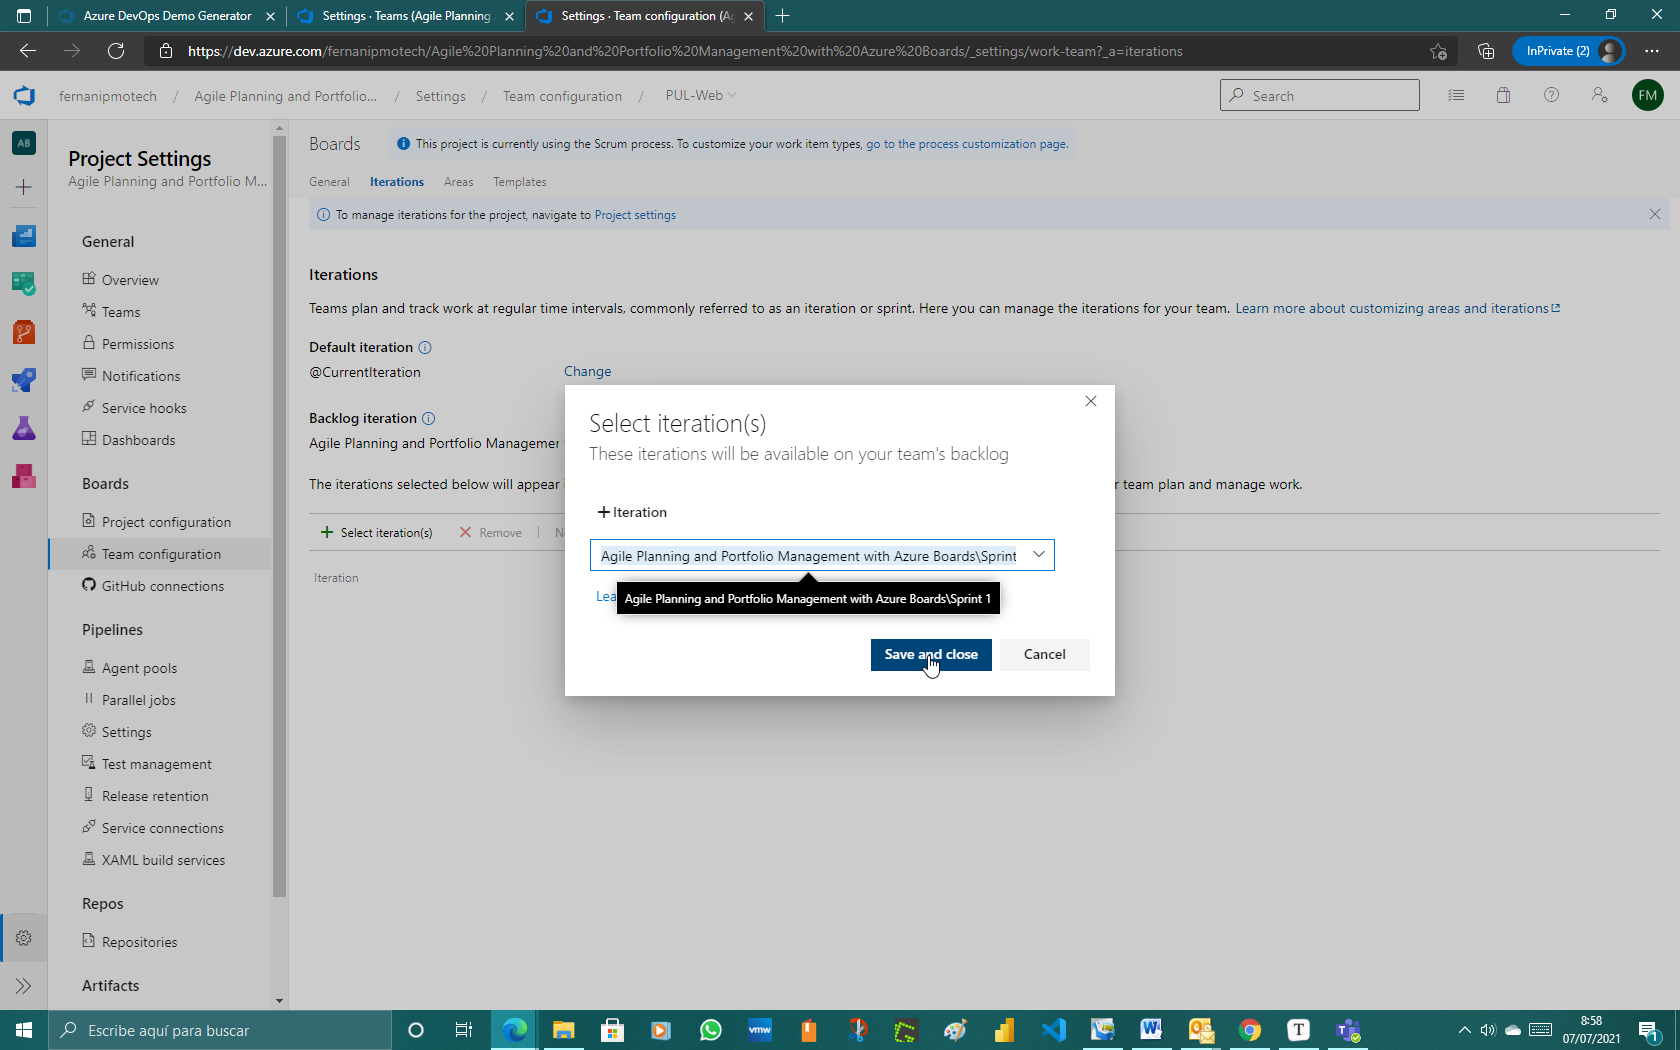 Azure DevOps Demo Generator
Settings · Teams (Agile Planning
Settings · Team configuration (Ag
https://dev.azure.com/fernanipmotech/Agile%20Planning%20and%20Portfolio%20Management%20with%20Azure%20Boards/_settings/work-team?_a=iterations
InPrivate (2)
fernanipmotech / Agile Planning and Portfolio... / Settings / Team configuration / PUL-Web
Search
FM
AB
Project Settings
Agile Planning and Portfolio M...
General
Overview
Teams
Permissions
Notifications
Service hooks
Dashboards
Boards
Project configuration
Team configuration
GitHub connections
Pipelines
Agent pools
Parallel jobs
Settings
Test management
Release retention
Service connections
XAML build services
Repos
Repositories
Artifacts
Boards
This project is currently using the Scrum process. To customize your work item types, go to the process customization page.
General Iterations Areas Templates
To manage iterations for the project, navigate to Project settings
Iterations
Teams plan and track work at regular time intervals, commonly referred to as an iteration or sprint. Here you can manage the iterations for your team. Learn more about customizing areas and iterations
Default iteration
@CurrentIteration Change
Backlog iteration
Agile Planning and Portfolio Managemer
The iterations selected below will appear r team plan and manage work.
Select iteration(s) Remove
Iteration
Select iteration(s)
These iterations will be available on your team's backlog
Iteration
Agile Planning and Portfolio Management with Azure Boards\Sprint
Lea
Agile Planning and Portfolio Management with Azure Boards\Sprint 1
Save and close Cancel
Escribe aquí para buscar
vmw
W
T
8:58
07/07/2021
1